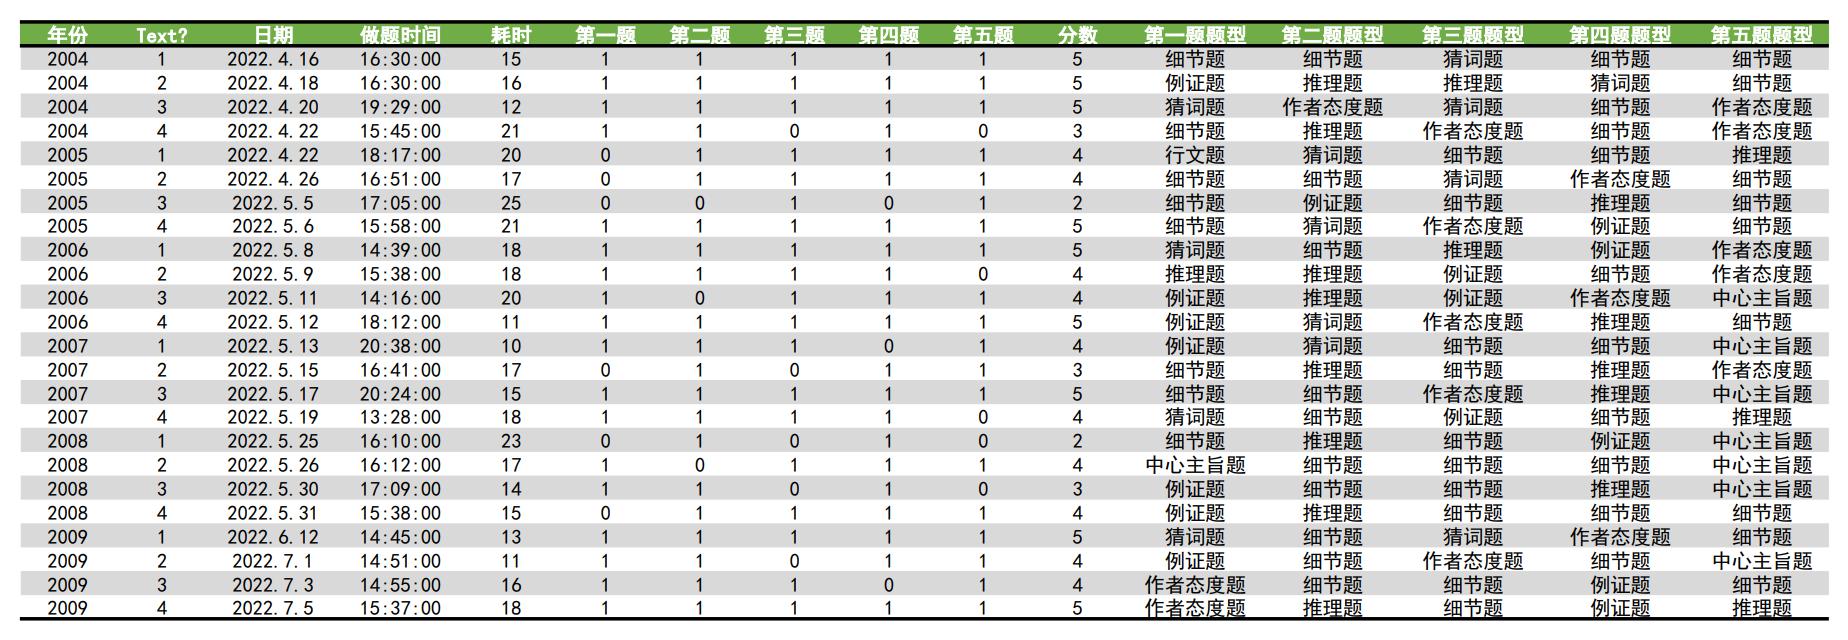 年份 Text? 日期 做题时间 耗时 第一题 第二题 第三题 第四题 第五题 分数 第一题题型 第二题题型 第三题题型 第四题题型 第五题题型
2004 1 2022.4.16 16:30:00 15 1 1 1 1 1 5 细节题 细节题 猜词题 细节题 细节题
2004 2 2022.4.18 16:30:00 16 1 1 1 1 1 5 例证题 推理题 推理题 猜词题 细节题
2004 3 2022.4.20 19:29:00 12 1 1 1 1 1 5 猜词题 作者态度题 猜词题 细节题 作者态度题
2004 4 2022.4.22 15:45:00 21 1 1 0 1 0 3 细节题 推理题 作者态度题 细节题 作者态度题
2005 1 2022.4.22 18:17:00 20 0 1 1 1 1 4 行文题 猜词题 细节题 细节题 推理题
2005 2 2022.4.26 16:51:00 17 0 1 1 1 1 4 细节题 细节题 猜词题 作者态度题 细节题
2005 3 2022.5.5 17:05:00 25 0 0 1 0 1 2 细节题 例证题 细节题 推理题 细节题
2005 4 2022.5.6 15:58:00 21 1 1 1 1 1 5 细节题 猜词题 作者态度题 例证题 细节题
2006 1 2022.5.8 14:39:00 18 1 1 1 1 1 5 猜词题 细节题 推理题 例证题 作者态度题
2006 2 2022.5.9 15:38:00 18 1 1 1 1 0 4 推理题 推理题 例证题 细节题 作者态度题
2006 3 2022.5.11 14:16:00 20 1 0 1 1 1 4 例证题 推理题 例证题 作者态度题 中心主旨题
2006 4 2022.5.12 18:12:00 11 1 1 1 1 1 5 例证题 猜词题 作者态度题 推理题 细节题
2007 1 2022.5.13 20:38:00 10 1 1 1 0 1 4 例证题 猜词题 细节题 细节题 中心主旨题
2007 2 2022.5.15 16:41:00 17 0 1 0 1 1 3 细节题 推理题 细节题 推理题 作者态度题
2007 3 2022.5.17 20:24:00 15 1 1 1 1 1 5 细节题 细节题 作者态度题 推理题 中心主旨题
2007 4 2022.5.19 13:28:00 18 1 1 1 1 0 4 猜词题 细节题 例证题 细节题 推理题
2008 1 2022.5.25 16:10:00 23 0 1 0 1 0 2 细节题 推理题 细节题 例证题 中心主旨题
2008 2 2022.5.26 16:12:00 17 1 0 1 1 1 4 中心主旨题 细节题 细节题 细节题 中心主旨题
2008 3 2022.5.30 17:09:00 14 1 1 0 1 0 3 例证题 细节题 细节题 推理题 中心主旨题
2008 4 2022.5.31 15:38:00 15 0 1 1 1 1 4 例证题 推理题 细节题 细节题 细节题
2009 1 2022.6.12 14:45:00 13 1 1 1 1 1 5 猜词题 细节题 猜词题 作者态度题 细节题
2009 2 2022.7.1 14:51:00 11 1 1 0 1 1 4 例证题 细节题 作者态度题 细节题 中心主旨题
2009 3 2022.7.3 14:55:00 16 1 1 1 0 1 4 作者态度题 细节题 细节题 例证题 细节题
2009 4 2022.7.5 15:37:00 18 1 1 1 1 1 5 作者态度题 推理题 细节题 例证题 推理题